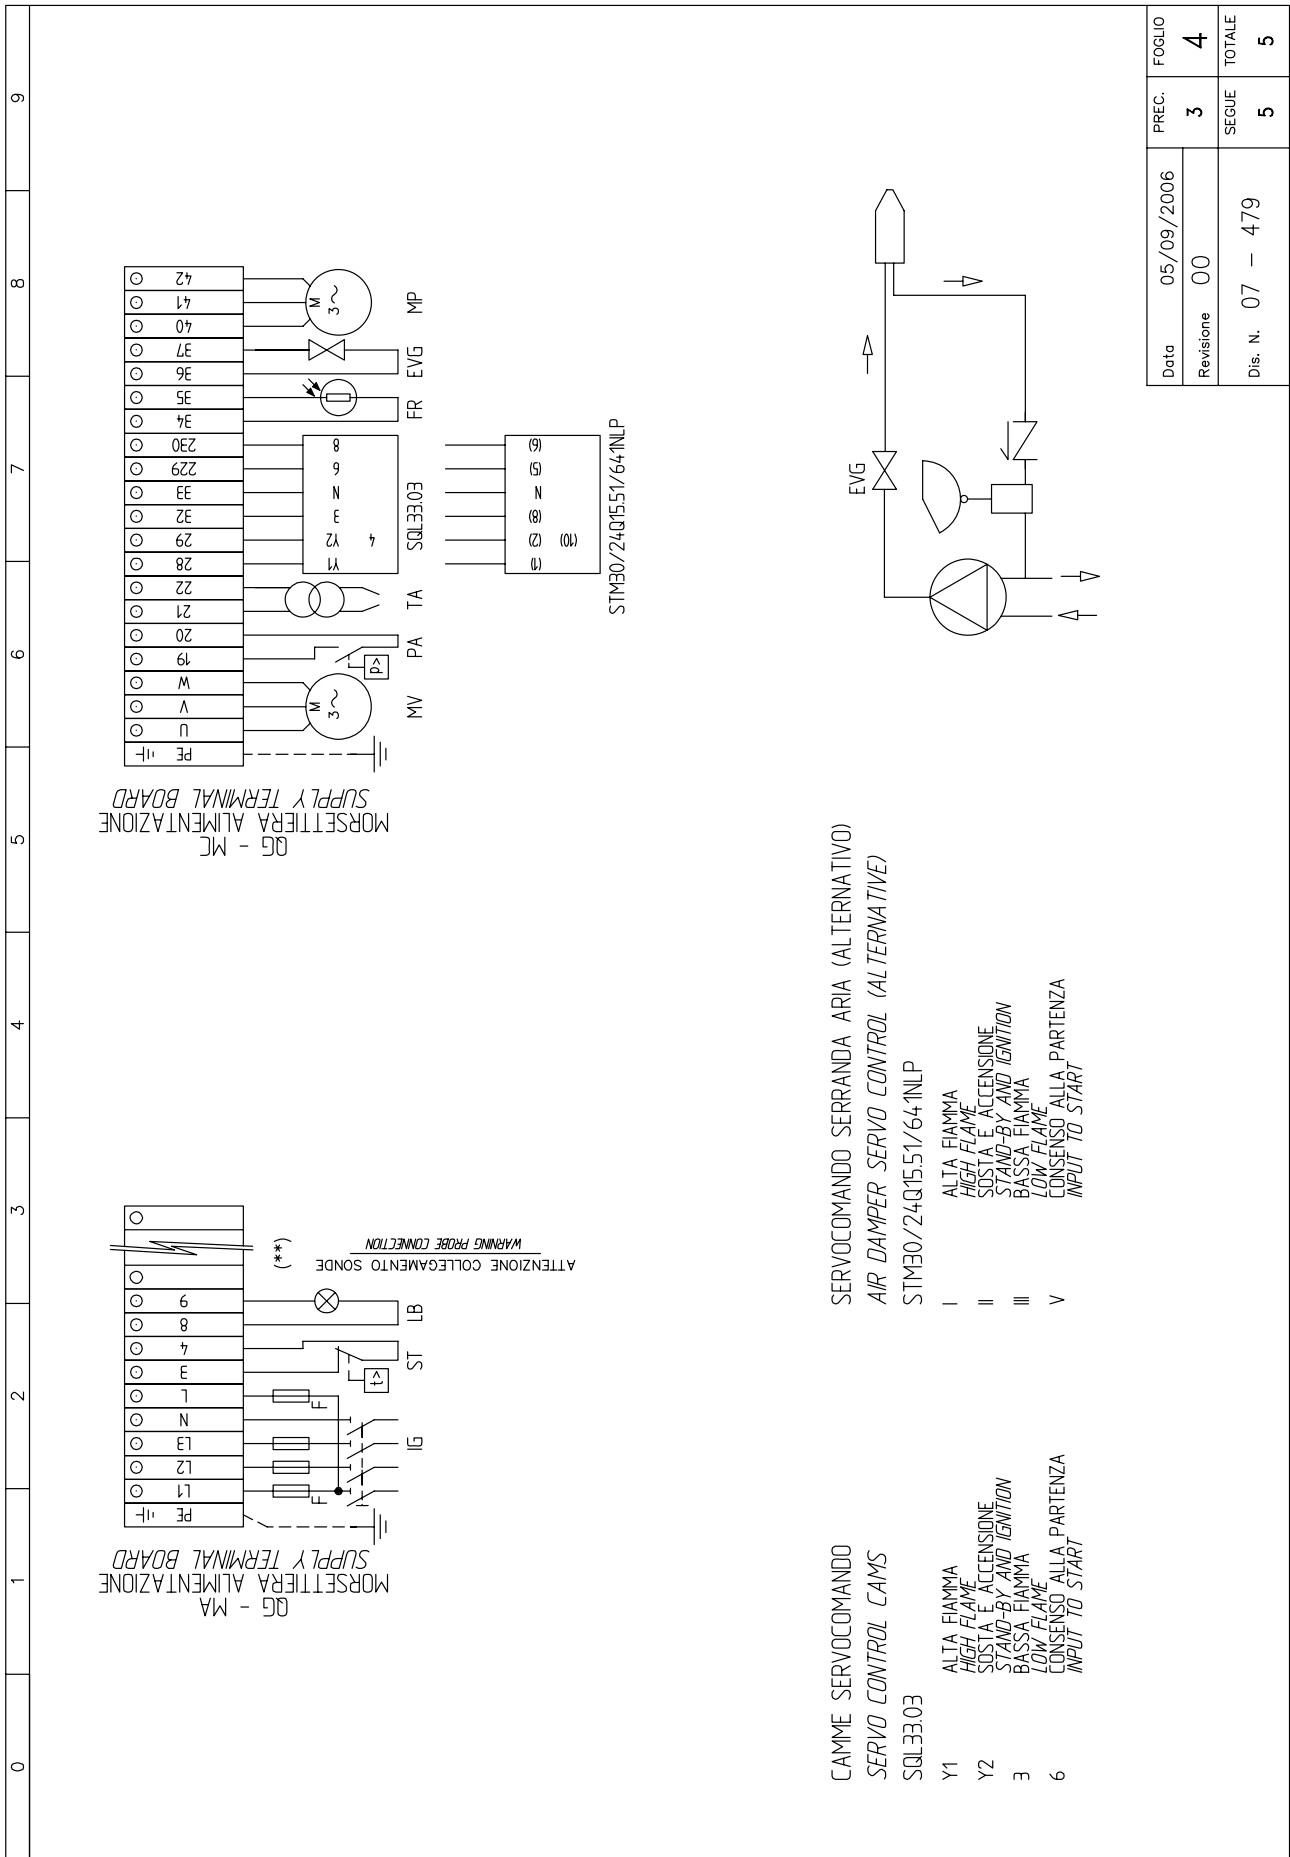 0 1 2 3 4 5 6 7 8 9
QG - MA
MORSETTIERA ALIMENTAZIONE
SUPPLY TERMINAL BOARD
PE
L1
L2
L3
N
L
3
4
8
9
F
F
IG
t>
ST
LB
(**)
ATTENZIONE COLLEGAMENTO SONDE
WARNING PROBE CONNECTION
QG - MC
MORSETTIERA ALIMENTAZIONE
SUPPLY TERMINAL BOARD
PE
U
V
W
19
20
21
22
28
29
32
33
229
230
34
35
36
37
40
41
42
M
3~
MV
p>
PA
TA
Y1
Y2
4
3
N
6
8
SQL33.03
(1)
(2)
(10)
(8)
N
(5)
(6)
STM30/24Q15.51/641NLP
FR
EVG
M
3~
MP
CAMME SERVOCOMANDO
SERVO CONTROL CAMS
SQL33.03
Y1 ALTA FIAMMA
HIGH FLAME
Y2 SOSTA E ACCENSIONE
STAND-BY AND IGNITION
3 BASSA FIAMMA
LOW FLAME
6 CONSENSO ALLA PARTENZA
INPUT TO START
SERVOCOMANDO SERRANDA ARIA (ALTERNATIVO)
AIR DAMPER SERVO CONTROL (ALTERNATIVE)
STM30/24Q15.51/641NLP
I ALTA FIAMMA
HIGH FLAME
II SOSTA E ACCENSIONE
STAND-BY AND IGNITION
III BASSA FIAMMA
LOW FLAME
V CONSENSO ALLA PARTENZA
INPUT TO START
EVG
Data 05/09/2006
Revisione 00
Dis. N. 07 - 479
PREC.
3
FOGLIO
4
SEGUE
5
TOTALE
5